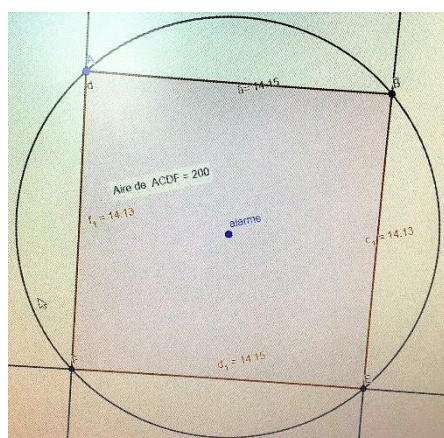 A
d
a = 14.15
B
Aire de ACDF = 200
f₁ = 14.13
alarme
c₁ = 14.13
d₁ = 14.15
F
E